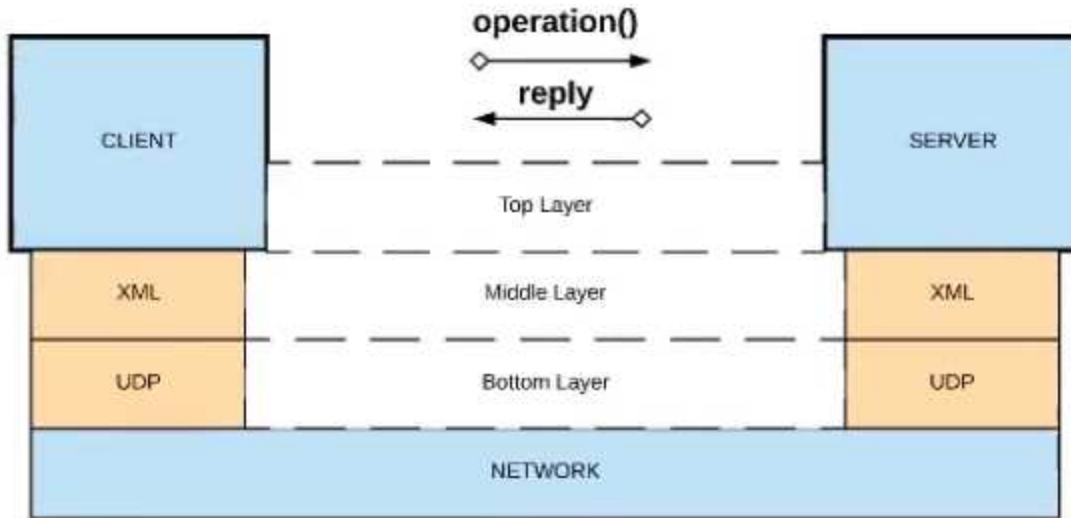 operation()
reply
CLIENT
SERVER
Top Layer
XML
Middle Layer
XML
UDP
Bottom Layer
UDP
NETWORK